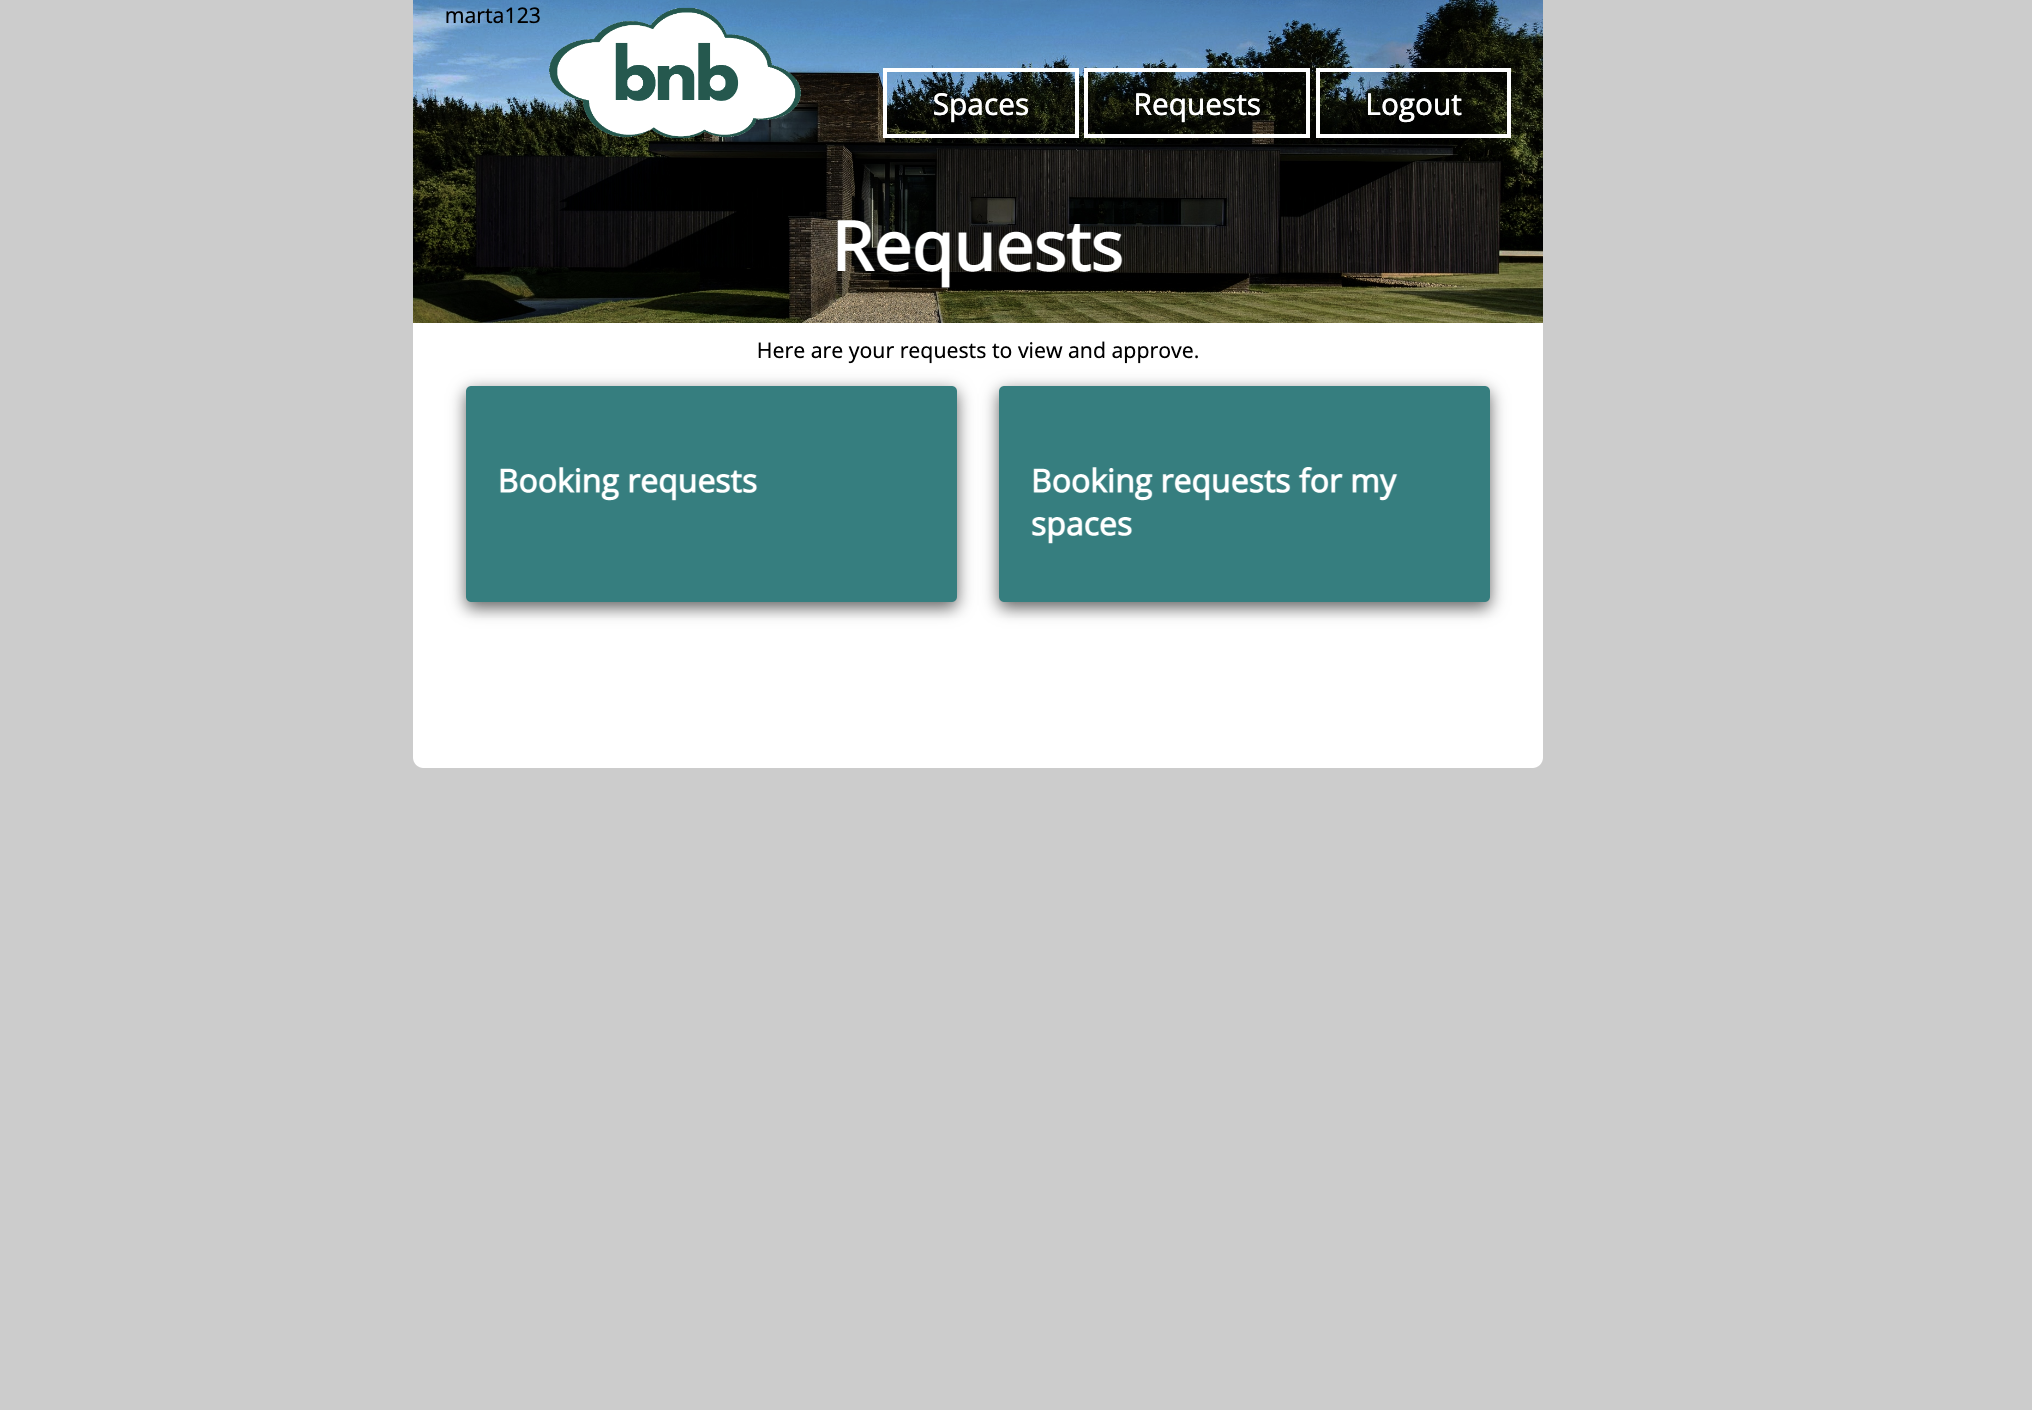 marta123
bnb
Spaces
Requests
Logout
Requests
Here are your requests to view and approve.
Booking requests
Booking requests for my
spaces